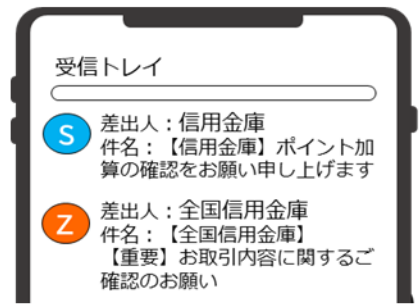 受信トレイ
S
差出人：信用金庫
件名：【信用金庫】ポイント加
算の確認をお願い申し上げます
Z
差出人：全国信用金庫
件名：【全国信用金庫】
【重要】お取引内容に関するご
確認のお願い